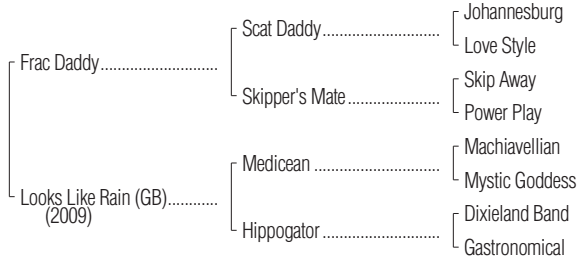 Johannesburg
Scat Daddy
Love Style
Frac Daddy
Skip Away
Skipper's Mate
Power Play
Machiavellian
Medicean
Mystic Goddess
Looks Like Rain (GB)
(2009)
Dixieland Band
Hippogator
Gastronomical